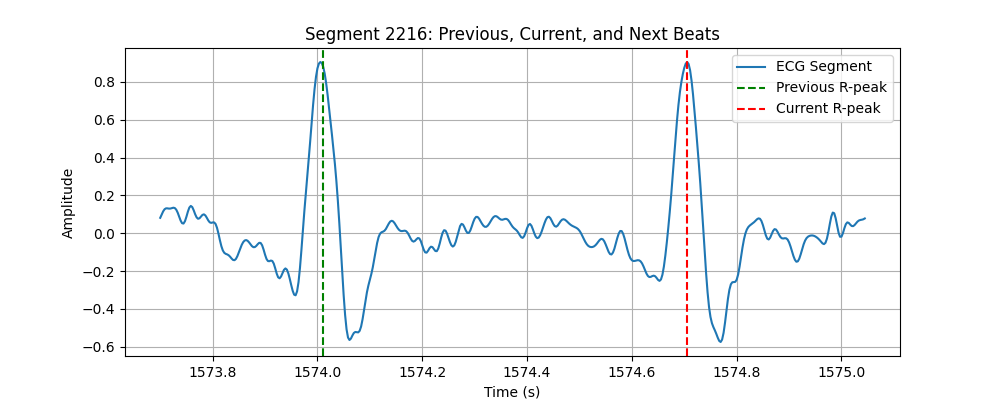 Segment 2216: Previous, Current, and Next Beats
ECG Segment
Previous R-peak
Current R-peak
Amplitude
0.8
0.6
0.4
0.2
0.0
−0.2
−0.4
−0.6
1573.8 1574.0 1574.2 1574.4 1574.6 1574.8 1575.0
Time (s)